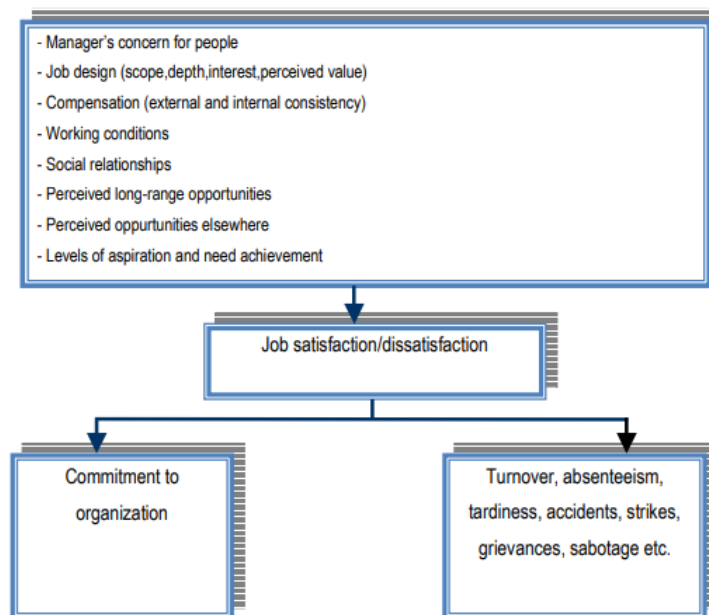 - Manager's concern for people
- Job design (scope,depth,interest,perceived value)
- Compensation (external and internal consistency)
- Working conditions
- Social relationships
- Perceived long-range opportunities
- Perceived oppurtunities elsewhere
- Levels of aspiration and need achievement
Job satisfaction/dissatisfaction
Commitment to
organization
Turnover, absenteeism,
tardiness, accidents, strikes,
grievances, sabotage etc.